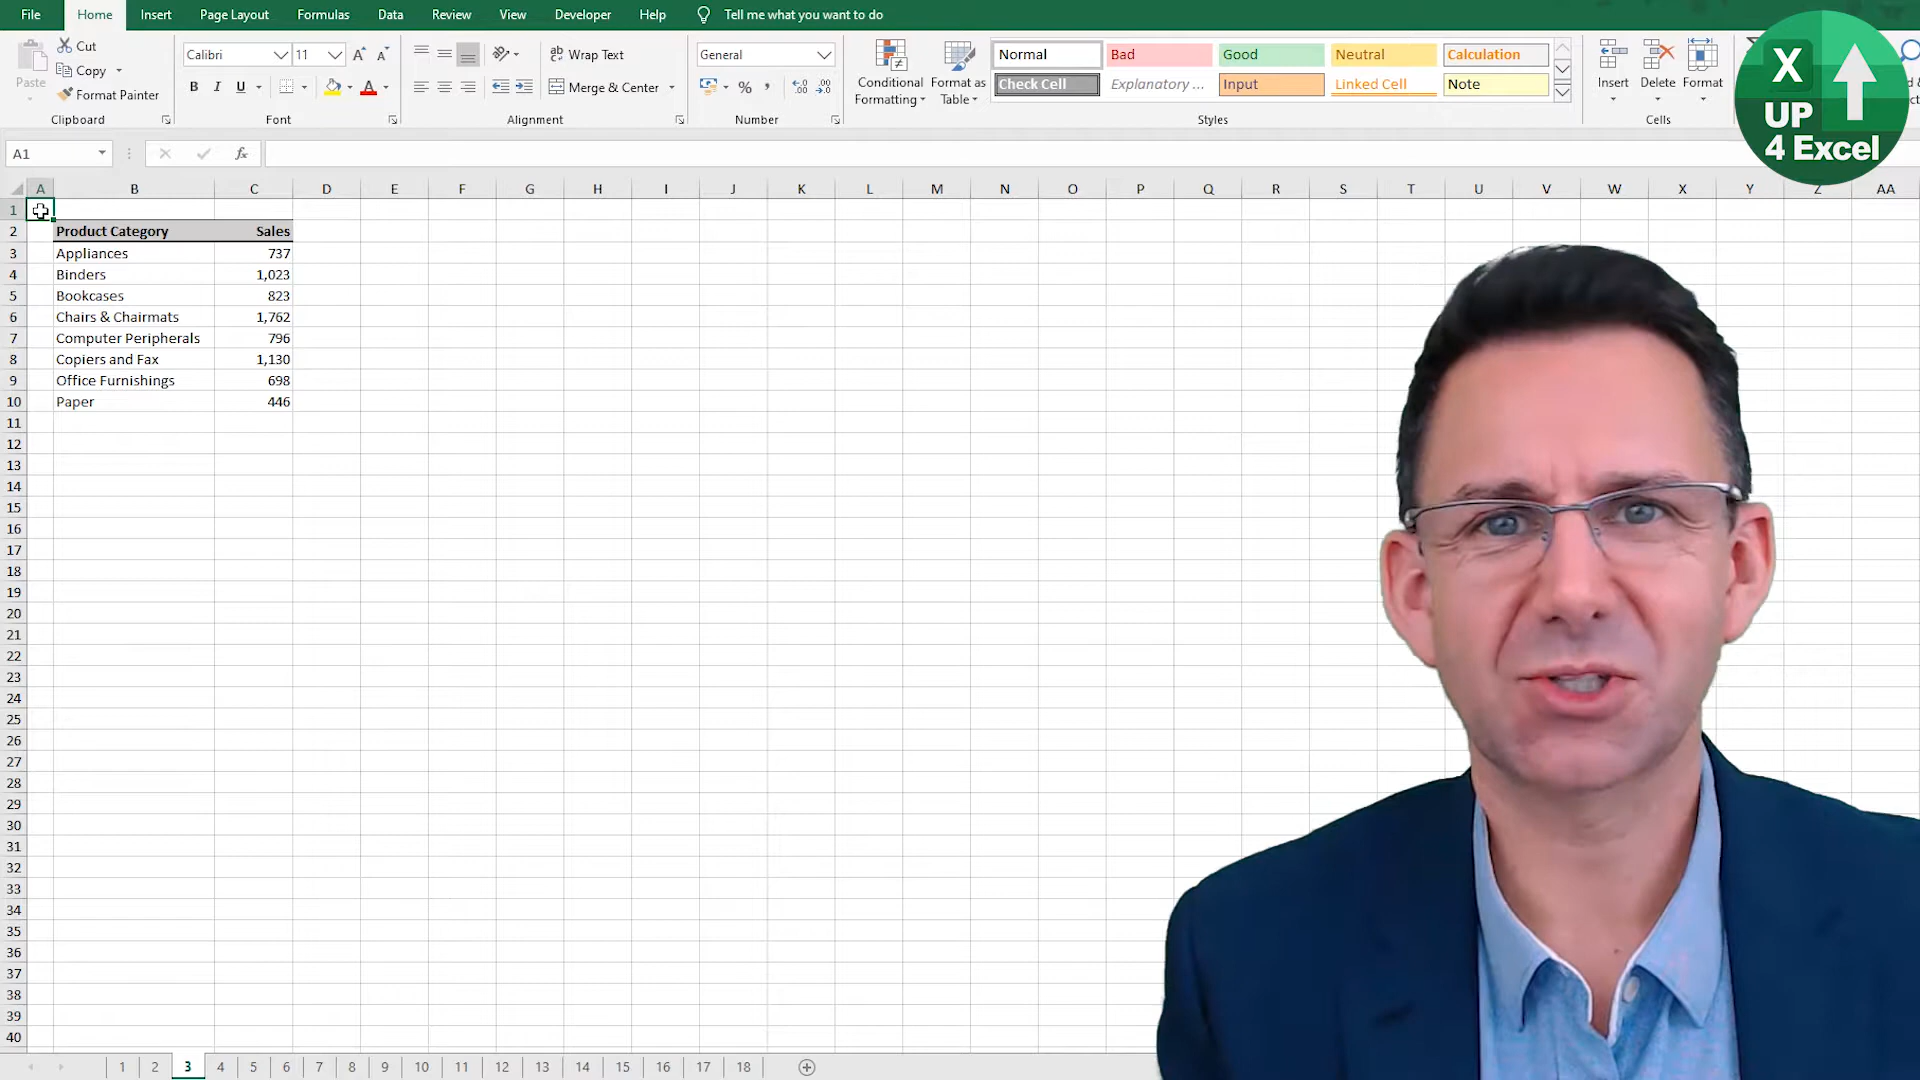 File Home Insert Page Layout Formulas Data Review View Developer Help Tell me what you want to do
Paste Cut Copy Format Painter Clipboard
Calibri 11 B I U Font
Wrap Text Merge & Center Alignment
General % Number
Conditional Formatting Format as Table
Normal Bad Good Neutral Calculation
Check Cell Explanatory ... Input Linked Cell Note
Styles
Insert Delete Format Cells
X UP
4 Excel
A1 fx
A B C D E F G H I J K L M N O P Q R S T U V W X Y Z AA
1
2 Product Category Sales
3 Appliances 737
4 Binders 1,023
5 Bookcases 823
6 Chairs & Chairmats 1,762
7 Computer Peripherals 796
8 Copiers and Fax 1,130
9 Office Furnishings 698
10 Paper 446
11
12
13
14
15
16
17
18
19
20
21
22
23
24
25
26
27
28
29
30
31
32
33
34
35
36
37
38
39
40
1 2 3 4 5 6 7 8 9 10 11 12 13 14 15 16 17 18